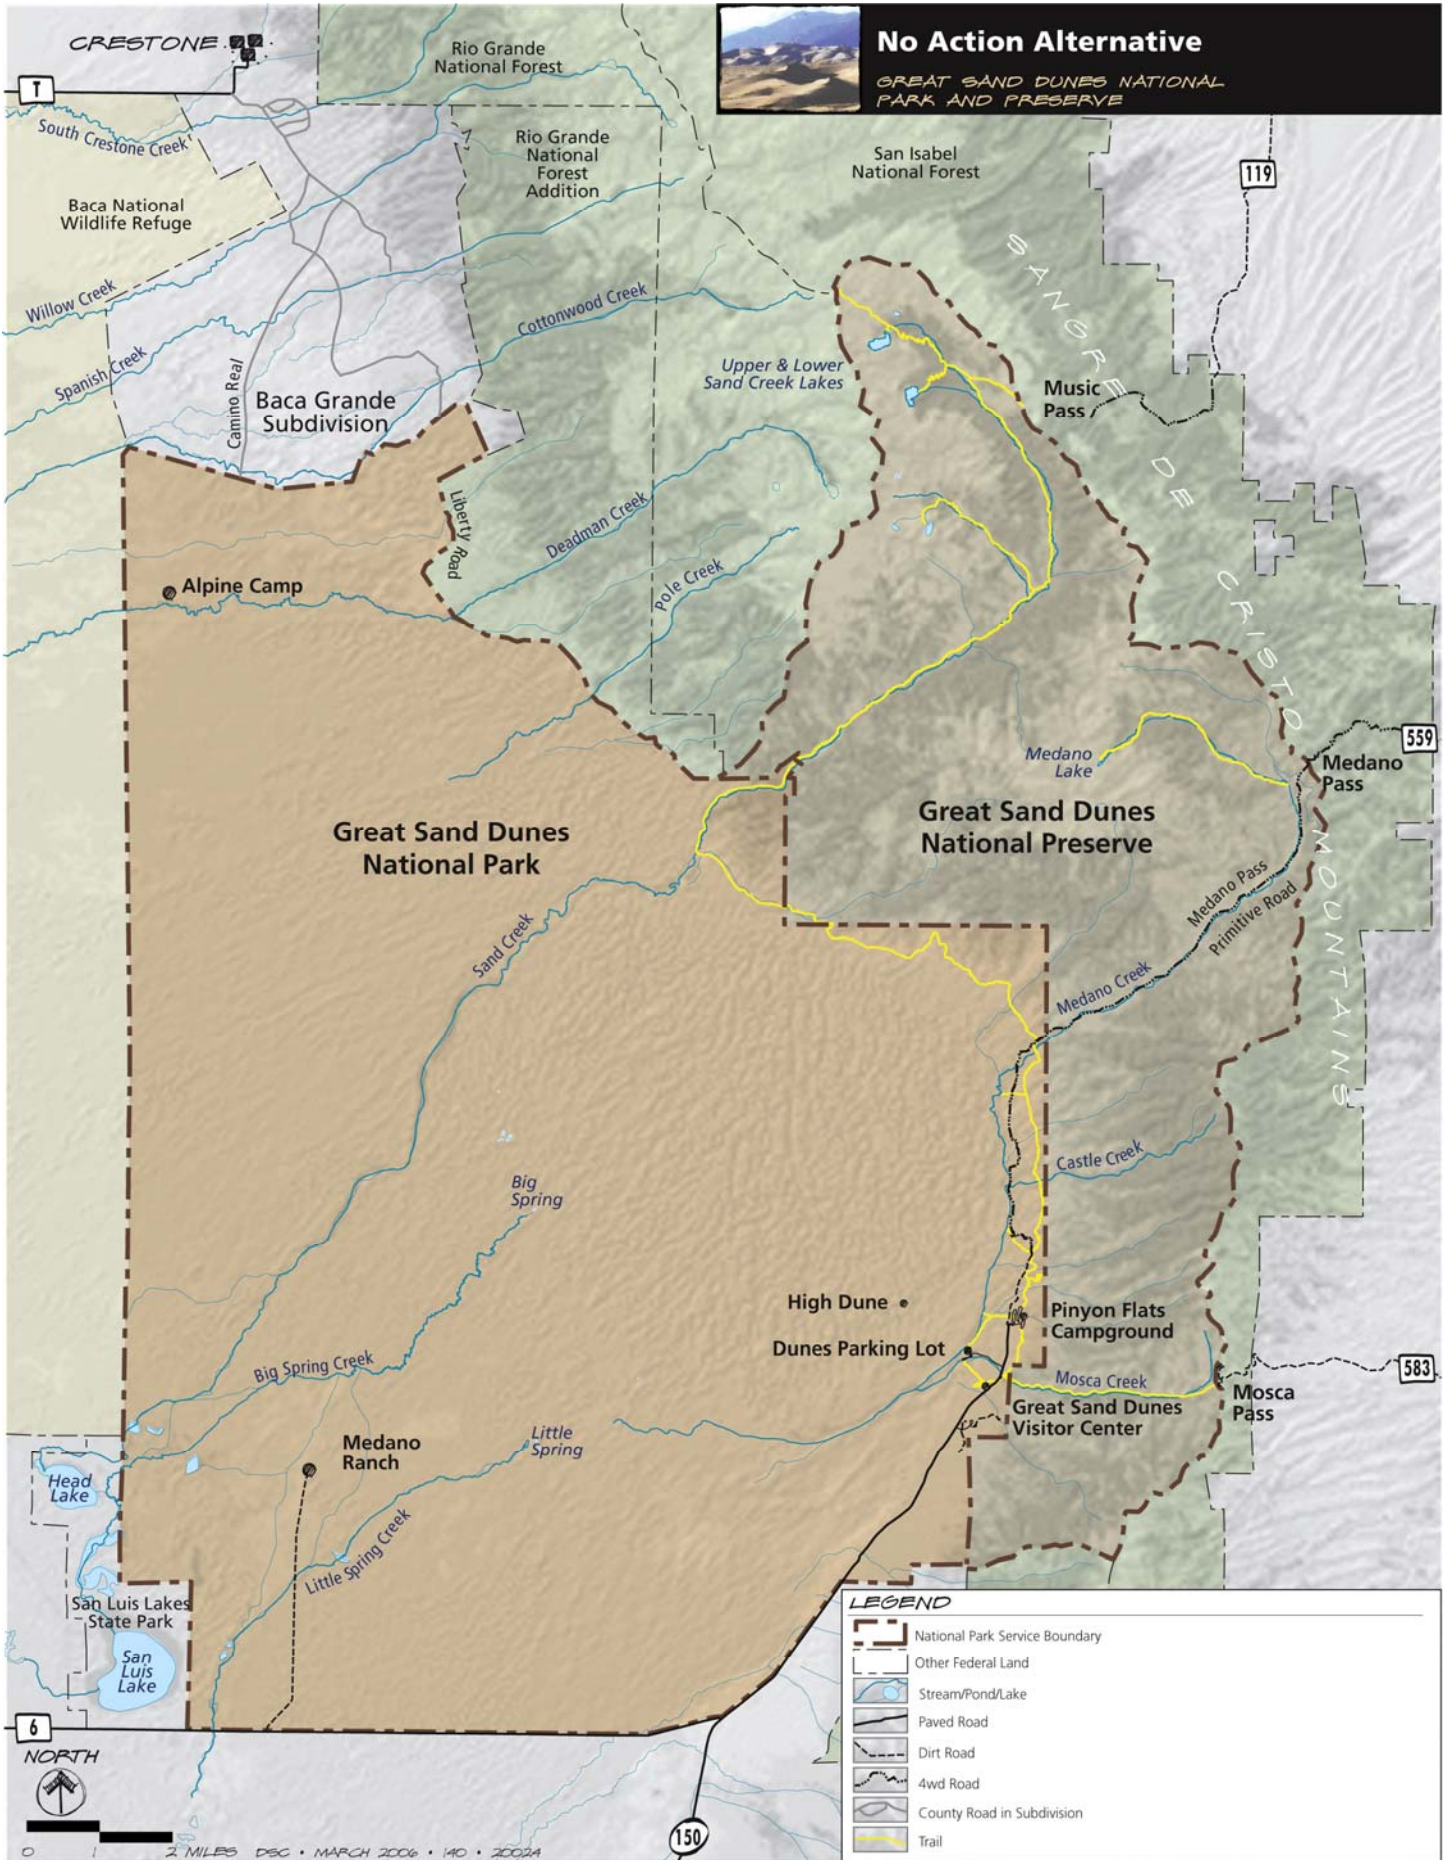 No Action Alternative
GREAT SAND DUNES NATIONAL
PARK AND PRESERVE
CRESTONE
T
South Crestone Creek
Rio Grande
National Forest
Rio Grande
National
Forest
Addition
San Isabel
National Forest
119
Baca National
Wildlife Refuge
Willow Creek
Spanish Creek
Cottonwood Creek
Camino Real
Baca Grande
Subdivision
Upper & Lower
Sand Creek Lakes
Music
Pass
SANGRE DE CRISTO MOUNTAINS
Liberty Road
Deadman Creek
Pole Creek
Alpine Camp
Medano
Lake
559
Medano
Pass
Great Sand Dunes
National Park
Great Sand Dunes
National Preserve
Medano Pass
Primitive Road
Sand Creek
Medano Creek
Castle Creek
Big
Spring
High Dune
Pinyon Flats
Campground
Dunes Parking Lot
Big Spring Creek
Mosca Creek
583
Mosca
Pass
Great Sand Dunes
Visitor Center
Little
Spring
Medano
Ranch
Head
Lake
Little Spring Creek
San Luis Lakes
State Park
San
Luis
Lake
6
NORTH
0 1 2 MILES DSC • MARCH 2006 • 140 • 20024
150
LEGEND
National Park Service Boundary
Other Federal Land
Stream/Pond/Lake
Paved Road
Dirt Road
4wd Road
County Road in Subdivision
Trail